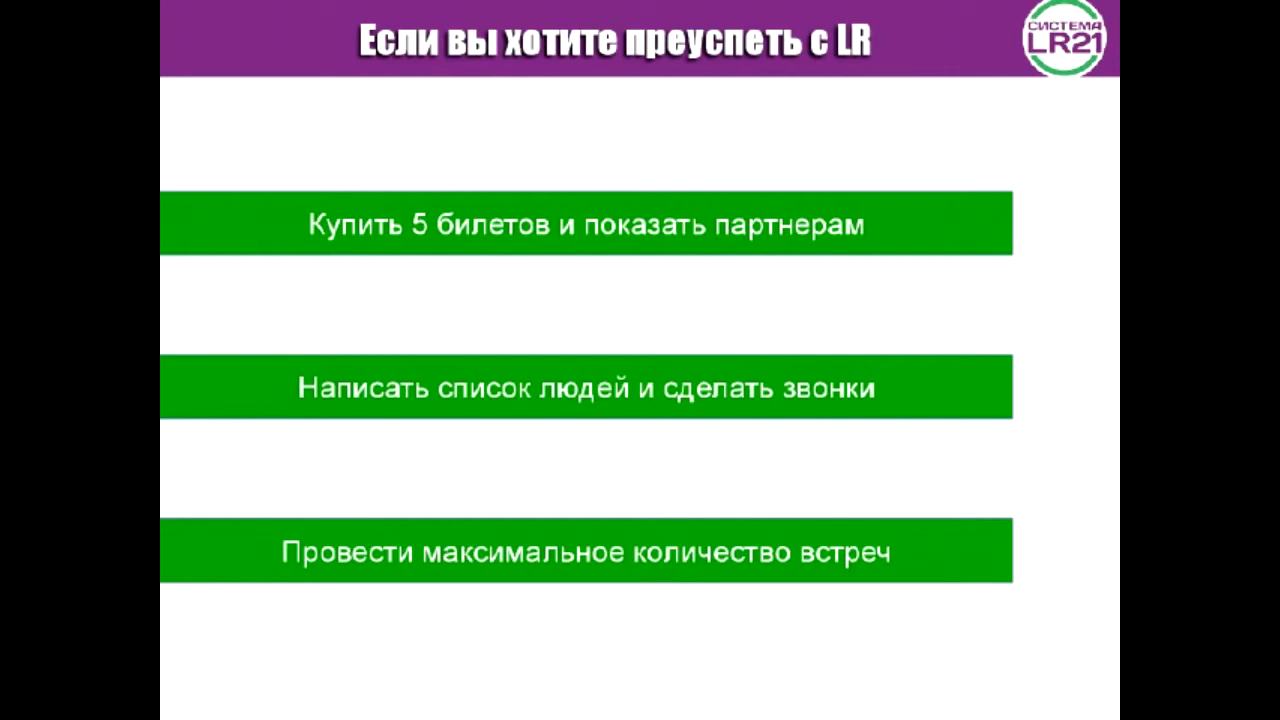 Если вы хотите преуспеть с LR
СИСТЕМА
LR21
Купить 5 билетов и показать партнерам
Написать список людей и сделать звонки
Провести максимальное количество встреч